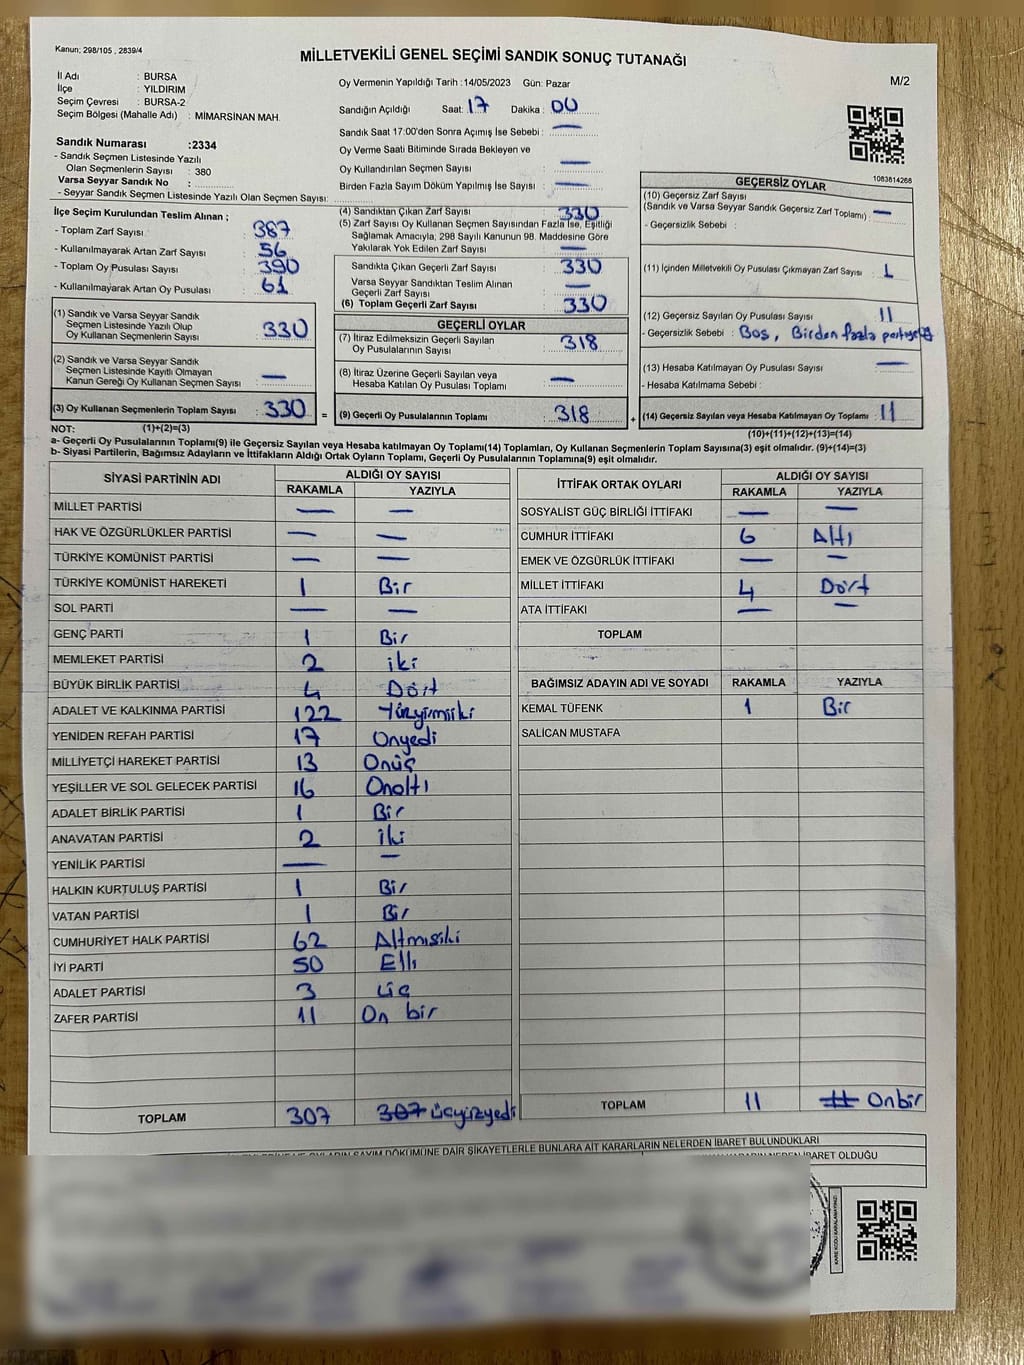 Kanun; 298/105 , 2839/4
MİLLETVEKİLİ GENEL SEÇİMİ SANDIK SONUÇ TUTANAĞI
M/2
İl Adı : BURSA
İlçe : YILDIRIM
Seçim Çevresi : BURSA-2
Seçim Bölgesi (Mahalle Adı) : MİMARSİNAN MAH.
Sandık Numarası :2334
- Sandık Seçmen Listesinde Yazılı
Olan Seçmenlerin Sayısı : 380
Varsa Seyyar Sandık No :
- Seyyar Sandık Seçmen Listesinde Yazılı Olan Seçmen Sayısı:
Oy Vermenin Yapıldığı Tarih :14/05/2023 Gün: Pazar
Sandığın Açıldığı Saat: 17 Dakika : 00
Sandık Saat 17:00'den Sonra Açımış İse Sebebi : —
Oy Verme Saati Bitiminde Sırada Bekleyen ve
Oy Kullandırılan Seçmen Sayısı : —
Birden Fazla Sayım Döküm Yapılmış İse Sayısı : —
1083814268
İlçe Seçim Kurulundan Teslim Alınan ;
- Toplam Zarf Sayısı : 387
- Kullanılmayarak Artan Zarf Sayısı : 56
- Toplam Oy Pusulası Sayısı : 390
- Kullanılmayarak Artan Oy Pusulası : 61
(1) Sandık ve Varsa Seyyar Sandık
Seçmen Listesinde Yazılı Olup
Oy Kullanan Seçmenlerin Sayısı : 330
(2) Sandık ve Varsa Seyyar Sandık
Seçmen Listesinde Kayıtlı Olmayan
Kanun Gereği Oy Kullanan Seçmen Sayısı : —
(3) Oy Kullanan Seçmenlerin Toplam Sayısı : 330 =
(4) Sandıktan Çıkan Zarf Sayısı : 330
(5) Zarf Sayısı Oy Kullanan Seçmen Sayısından Fazla İse, Eşitliği
Sağlamak Amacıyla, 298 Sayılı Kanunun 98. Maddesine Göre
Yakılarak Yok Edilen Zarf Sayısı : —
Sandıkta Çıkan Geçerli Zarf Sayısı : 330
Varsa Seyyar Sandıktan Teslim Alınan
Geçerli Zarf Sayısı : —
(6) Toplam Geçerli Zarf Sayısı : 330
GEÇERLİ OYLAR
(7) İtiraz Edilmeksizin Geçerli Sayılan
Oy Pusulalarının Sayısı : 318
(8) İtiraz Üzerine Geçerli Sayılan veya
Hesaba Katılan Oy Pusulası Toplamı : —
(9) Geçerli Oy Pusulalarının Toplamı : 318 +
GEÇERSİZ OYLAR
(10) Geçersiz Zarf Sayısı
(Sandık ve Varsa Seyyar Sandık Geçersiz Zarf Toplamı) : —
- Geçersizlik Sebebi :
(11) İçinden Milletvekili Oy Pusulası Çıkmayan Zarf Sayısı : 1
(12) Geçersiz Sayılan Oy Pusulası Sayısı : 11
- Geçersizlik Sebebi : Boş, Birden fazla
(13) Hesaba Katılmayan Oy Pusulası Sayısı : —
- Hesaba Katılmama Sebebi :
(14) Geçersiz Sayılan veya Hesaba Katılmayan Oy Toplamı : 11
NOT: (1)+(2)=(3)
(10)+(11)+(12)+(13)=(14)
a- Geçerli Oy Pusulalarının Toplamı(9) ile Geçersiz Sayılan veya Hesaba katılmayan Oy Toplamı(14) Toplamları, Oy Kullanan Seçmenlerin Toplam Sayısına(3) eşit olmalıdır. (9)+(14)=(3)
b- Siyasi Partilerin, Bağımsız Adayların ve İttifakların Aldığı Ortak Oyların Toplamı, Geçerli Oy Pusulalarının Toplamına(9) eşit olmalıdır.
SİYASİ PARTİNİN ADI ALDIĞI OY SAYISI
RAKAMLA YAZIYLA
MİLLET PARTİSİ — —
HAK VE ÖZGÜRLÜKLER PARTİSİ — —
TÜRKİYE KOMÜNİST PARTİSİ — —
TÜRKİYE KOMÜNİST HAREKETİ 1 Bir
SOL PARTİ — —
GENÇ PARTİ 1 Bir
MEMLEKET PARTİSİ 2 iki
BÜYÜK BİRLİK PARTİSİ 4 Dört
ADALET VE KALKINMA PARTİSİ 122 Yüzyirmiiki
YENİDEN REFAH PARTİSİ 17 Onyedi
MİLLİYETÇİ HAREKET PARTİSİ 13 Onüç
YEŞİLLER VE SOL GELECEK PARTİSİ 16 Onaltı
ADALET BİRLİK PARTİSİ 1 Bir
ANAVATAN PARTİSİ 2 iki
YENİLİK PARTİSİ — —
HALKIN KURTULUŞ PARTİSİ 1 Bir
VATAN PARTİSİ 1 Bir
CUMHURİYET HALK PARTİSİ 62 Altmışiki
İYİ PARTİ 50 Elli
ADALET PARTİSİ 3 üç
ZAFER PARTİSİ 11 On bir
TOPLAM 307 307 üçyüzyedi
İTTİFAK ORTAK OYLARI ALDIĞI OY SAYISI
RAKAMLA YAZIYLA
SOSYALİST GÜÇ BİRLİĞİ İTTİFAKI — —
CUMHUR İTTİFAKI 6 Altı
EMEK VE ÖZGÜRLÜK İTTİFAKI — —
MİLLET İTTİFAKI 4 Dört
ATA İTTİFAKI — —
TOPLAM
BAĞIMSIZ ADAYIN ADI VE SOYADI RAKAMLA YAZIYLA
KEMAL TÜFENK 1 Bir
SALİCAN MUSTAFA
TOPLAM 11 11 Onbir
DÖKÜMÜNE DAİR ŞİKAYETLERLE BUNLARA AİT KARARLARIN NELERDEN İBARET BULUNDUKLARI
İBARET OLDUĞU
KARE KODU KARALAMAYINIZ!